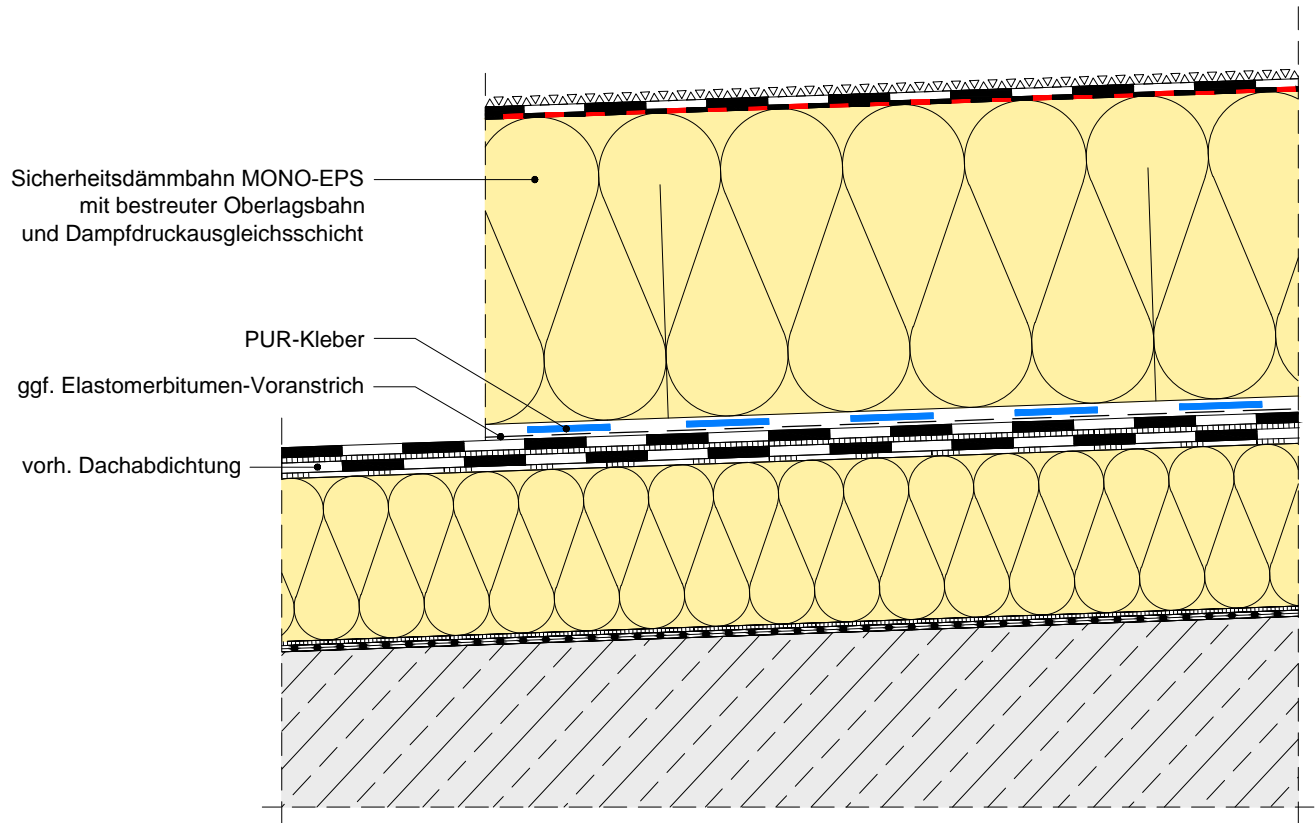 Sicherheitsdämmbahn MONO-EPS
mit bestreuter Oberlagsbahn
und Dampfdruckausgleichsschicht
PUR-Kleber
ggf. Elastomerbitumen-Voranstrich
vorh. Dachabdichtung